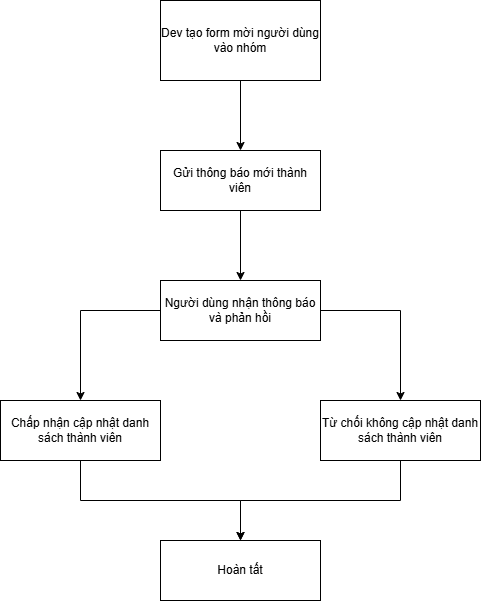 Dev tạo form mời người dùng
vào nhóm
Gửi thông báo mới thành
viên
Người dùng nhận thông báo
và phản hồi
Chấp nhận cập nhật danh
sách thành viên
Từ chối không cập nhật danh
sách thành viên
Hoàn tất